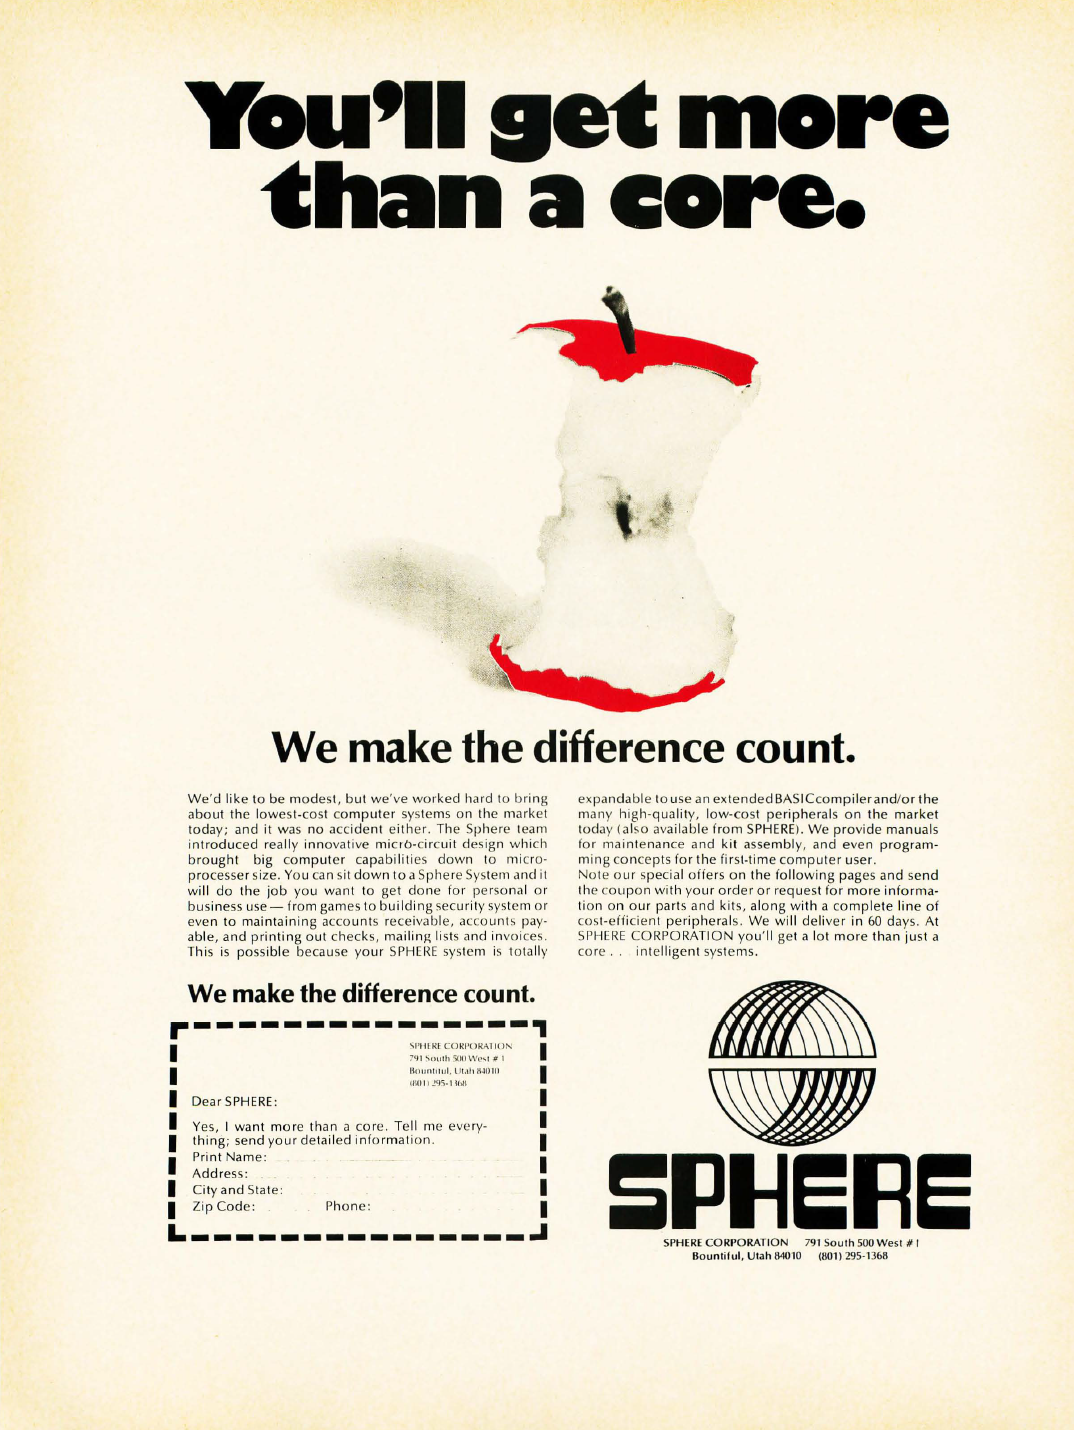 You'll get more
than a core.
We make the difference count.
We'd like to be modest, but we've worked hard to bring
about the lowest-cost computer systems on the market
today; and it was no accident either. The Sphere team
introduced really innovative micro-circuit design which
brought big computer capabilities down to micro-
processer size. You can sit down to a Sphere System and it
will do the job you want to get done for personal or
business use — from games to building security system or
even to maintaining accounts receivable, accounts pay-
able, and printing out checks, mailing lists and invoices.
This is possible because your SPHERE system is totally
expandable to use an extended BASIC compiler and/or the
many high-quality, low-cost peripherals on the market
today (also available from SPHERE). We provide manuals
for maintenance and kit assembly, and even program-
ming concepts for the first-time computer user.
Note our special offers on the following pages and send
the coupon with your order or request for more informa-
tion on our parts and kits, along with a complete line of
cost-efficient peripherals. We will deliver in 60 days. At
SPHERE CORPORATION you'll get a lot more than just a
core . . . intelligent systems.
We make the difference count.
SPHERE CORPORATION
791 South 500 West # 1
Bountiful, Utah 84010
(801) 295-1368
Dear SPHERE:
Yes, I want more than a core. Tell me every-
thing; send your detailed information.
Print Name:
Address:
City and State:
Zip Code: Phone:
SPHERE
SPHERE CORPORATION 791 South 500 West # 1
Bountiful, Utah 84010 (801) 295-1368